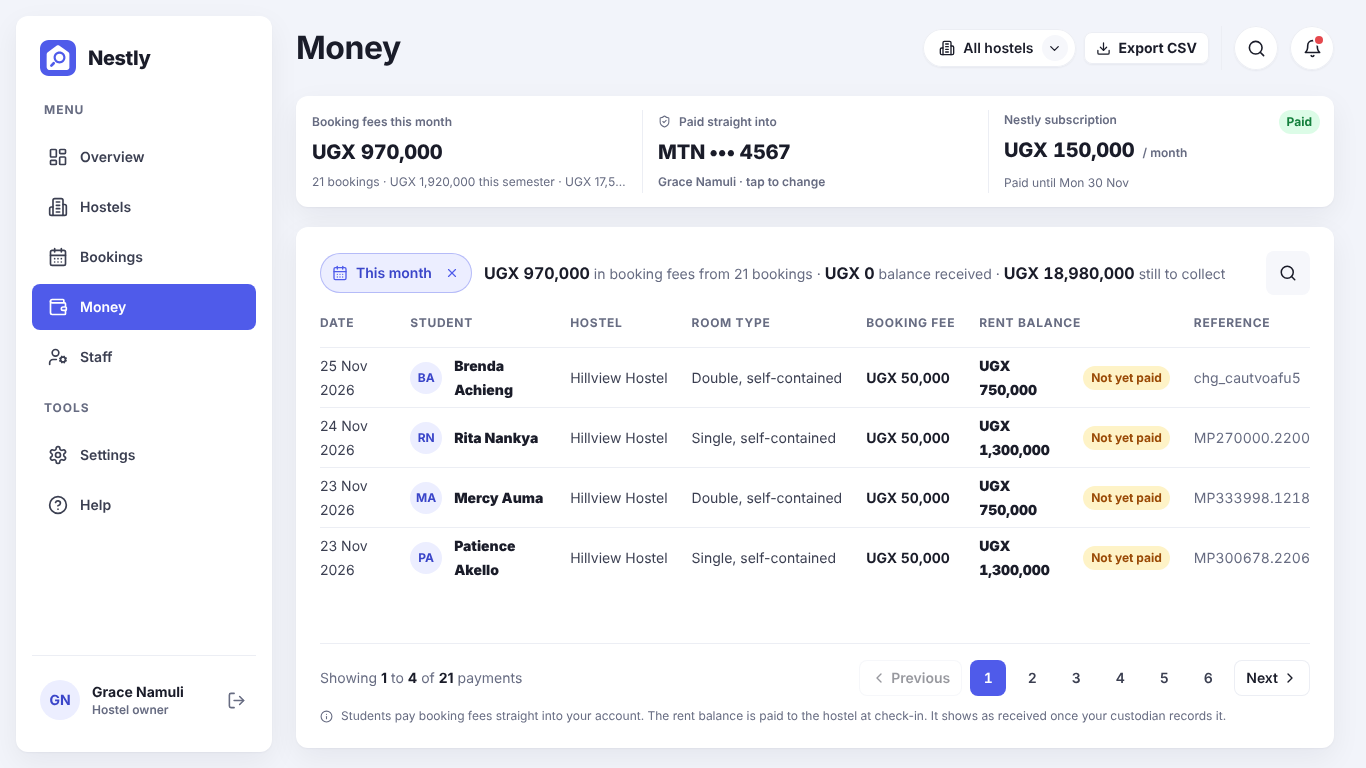 Nestly
MENU
Overview
Hostels
Bookings
Money
Staff
TOOLS
Settings
Help
GN
Grace Namuli
Hostel owner
Money
All hostels
Export CSV
Booking fees this month
UGX 970,000
21 bookings · UGX 1,920,000 this semester · UGX 17,5...
Paid straight into
MTN ••• 4567
Grace Namuli · tap to change
Nestly subscription
Paid
UGX 150,000 / month
Paid until Mon 30 Nov
This month
UGX 970,000 in booking fees from 21 bookings · UGX 0 balance received · UGX 18,980,000 still to collect
DATE STUDENT HOSTEL ROOM TYPE BOOKING FEE RENT BALANCE REFERENCE
25 Nov 2026 BA Brenda Achieng Hillview Hostel Double, self-contained UGX 50,000 UGX 750,000 Not yet paid chg_cautvoafu5
24 Nov 2026 RN Rita Nankya Hillview Hostel Single, self-contained UGX 50,000 UGX 1,300,000 Not yet paid MP270000.2200
23 Nov 2026 MA Mercy Auma Hillview Hostel Double, self-contained UGX 50,000 UGX 750,000 Not yet paid MP333998.1218
23 Nov 2026 PA Patience Akello Hillview Hostel Single, self-contained UGX 50,000 UGX 1,300,000 Not yet paid MP300678.2206
Showing 1 to 4 of 21 payments
Previous 1 2 3 4 5 6 Next
Students pay booking fees straight into your account. The rent balance is paid to the hostel at check-in. It shows as received once your custodian records it.